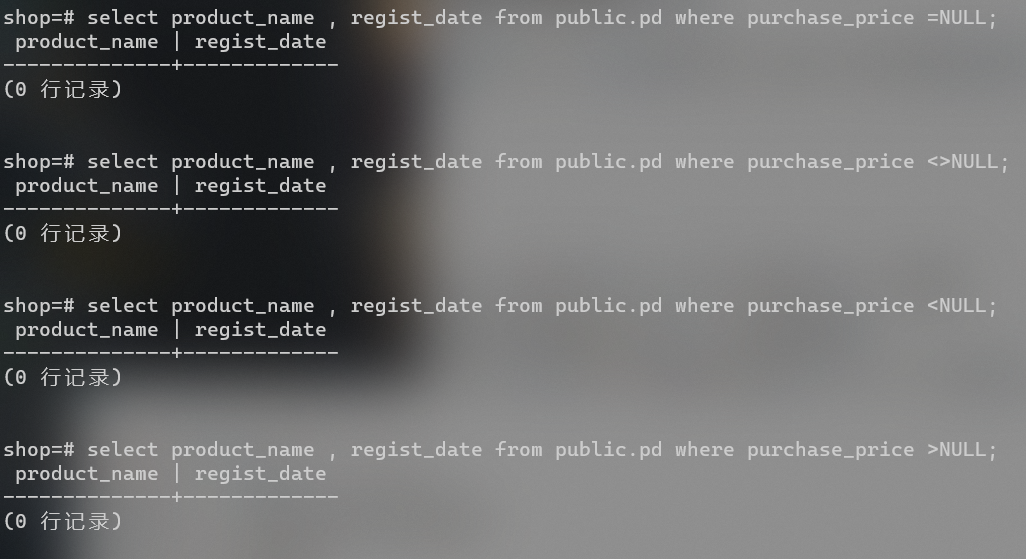 shop=# select product_name , regist_date from public.pd where purchase_price =NULL;
 product_name | regist_date
--------------+-------------
(0 行记录)
shop=# select product_name , regist_date from public.pd where purchase_price <>NULL;
 product_name | regist_date
--------------+-------------
(0 行记录)
shop=# select product_name , regist_date from public.pd where purchase_price <NULL;
 product_name | regist_date
--------------+-------------
(0 行记录)
shop=# select product_name , regist_date from public.pd where purchase_price >NULL;
 product_name | regist_date
--------------+-------------
(0 行记录)